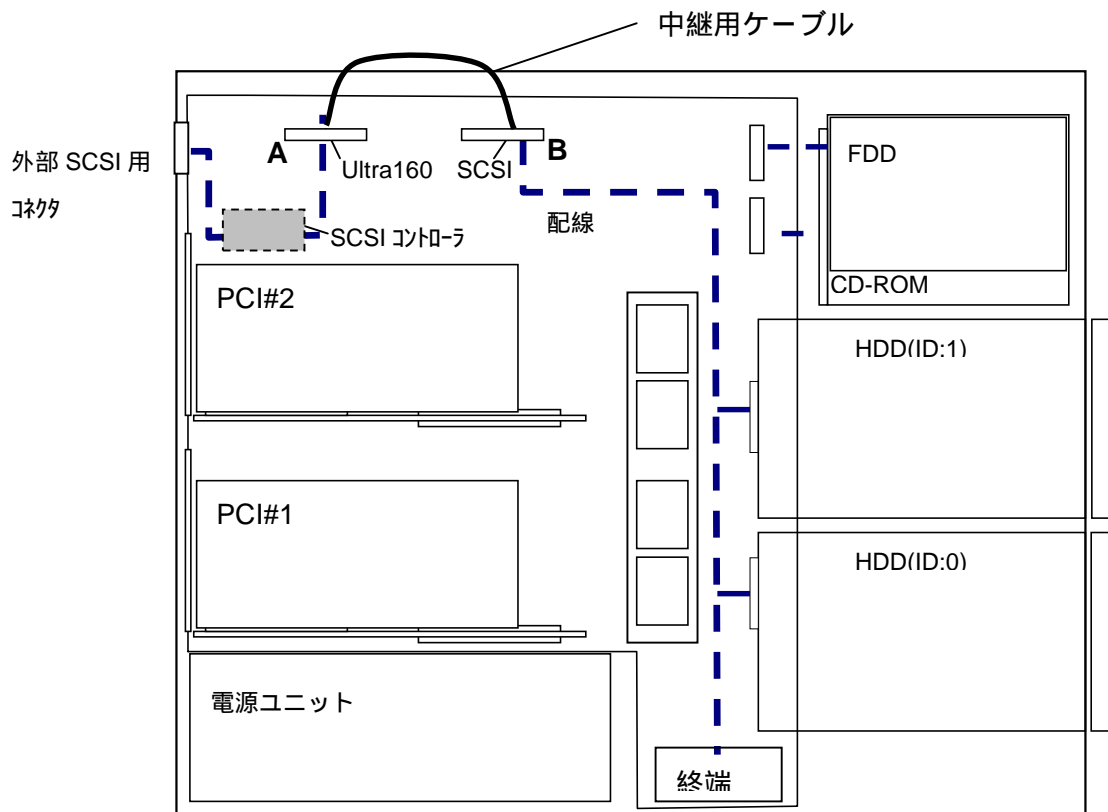 中継用ケーブル
外部 SCSI 用
コネクタ
A
Ultra160
SCSI
B
FDD
配線
SCSI コントローラ
CD-ROM
PCI#2
HDD(ID:1)
PCI#1
HDD(ID:0)
電源ユニット
終端